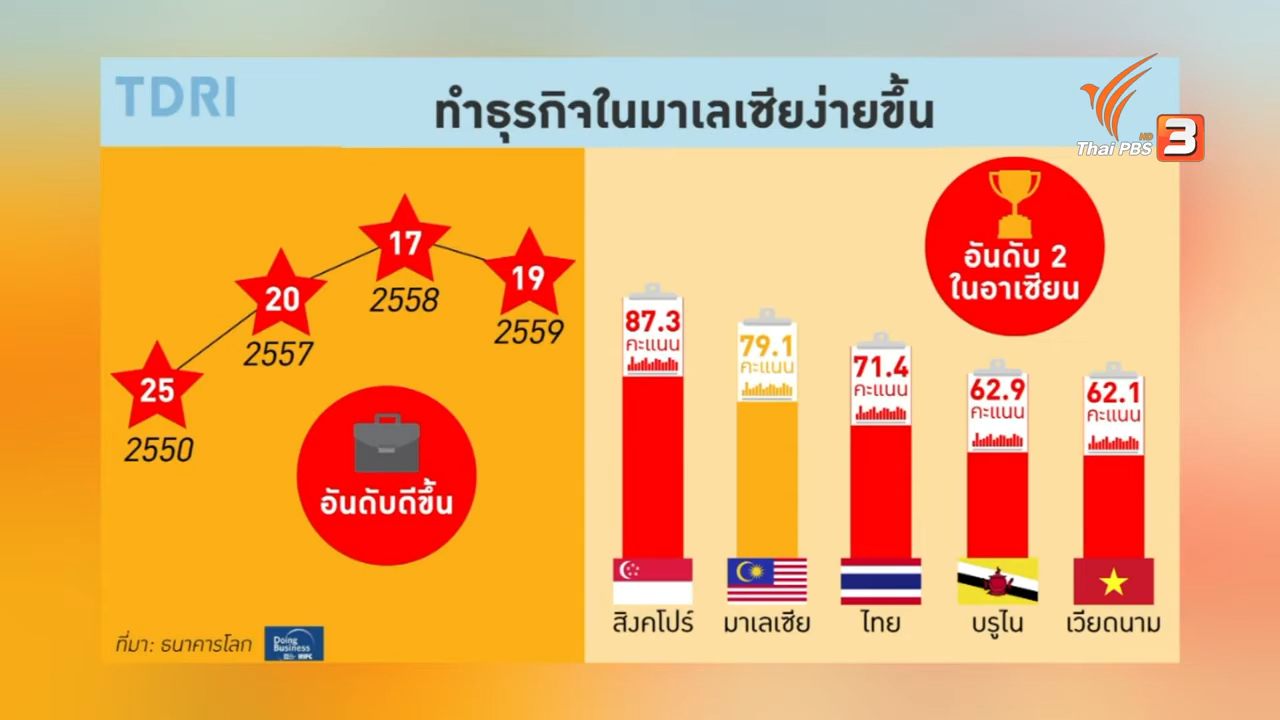 TDRI
ทำธุรกิจในมาเลเซียง่ายขึ้น
HD
Thai PBS 3
25
2550
20
2557
17
2558
19
2559
อันดับดีขึ้น
ที่มา: ธนาคารโลก
Doing
Business
อันดับ 2
ในอาเซียน
87.3
คะแนน
79.1
คะแนน
71.4
คะแนน
62.9
คะแนน
62.1
คะแนน
สิงคโปร์
มาเลเซีย
ไทย
บรูไน
เวียดนาม